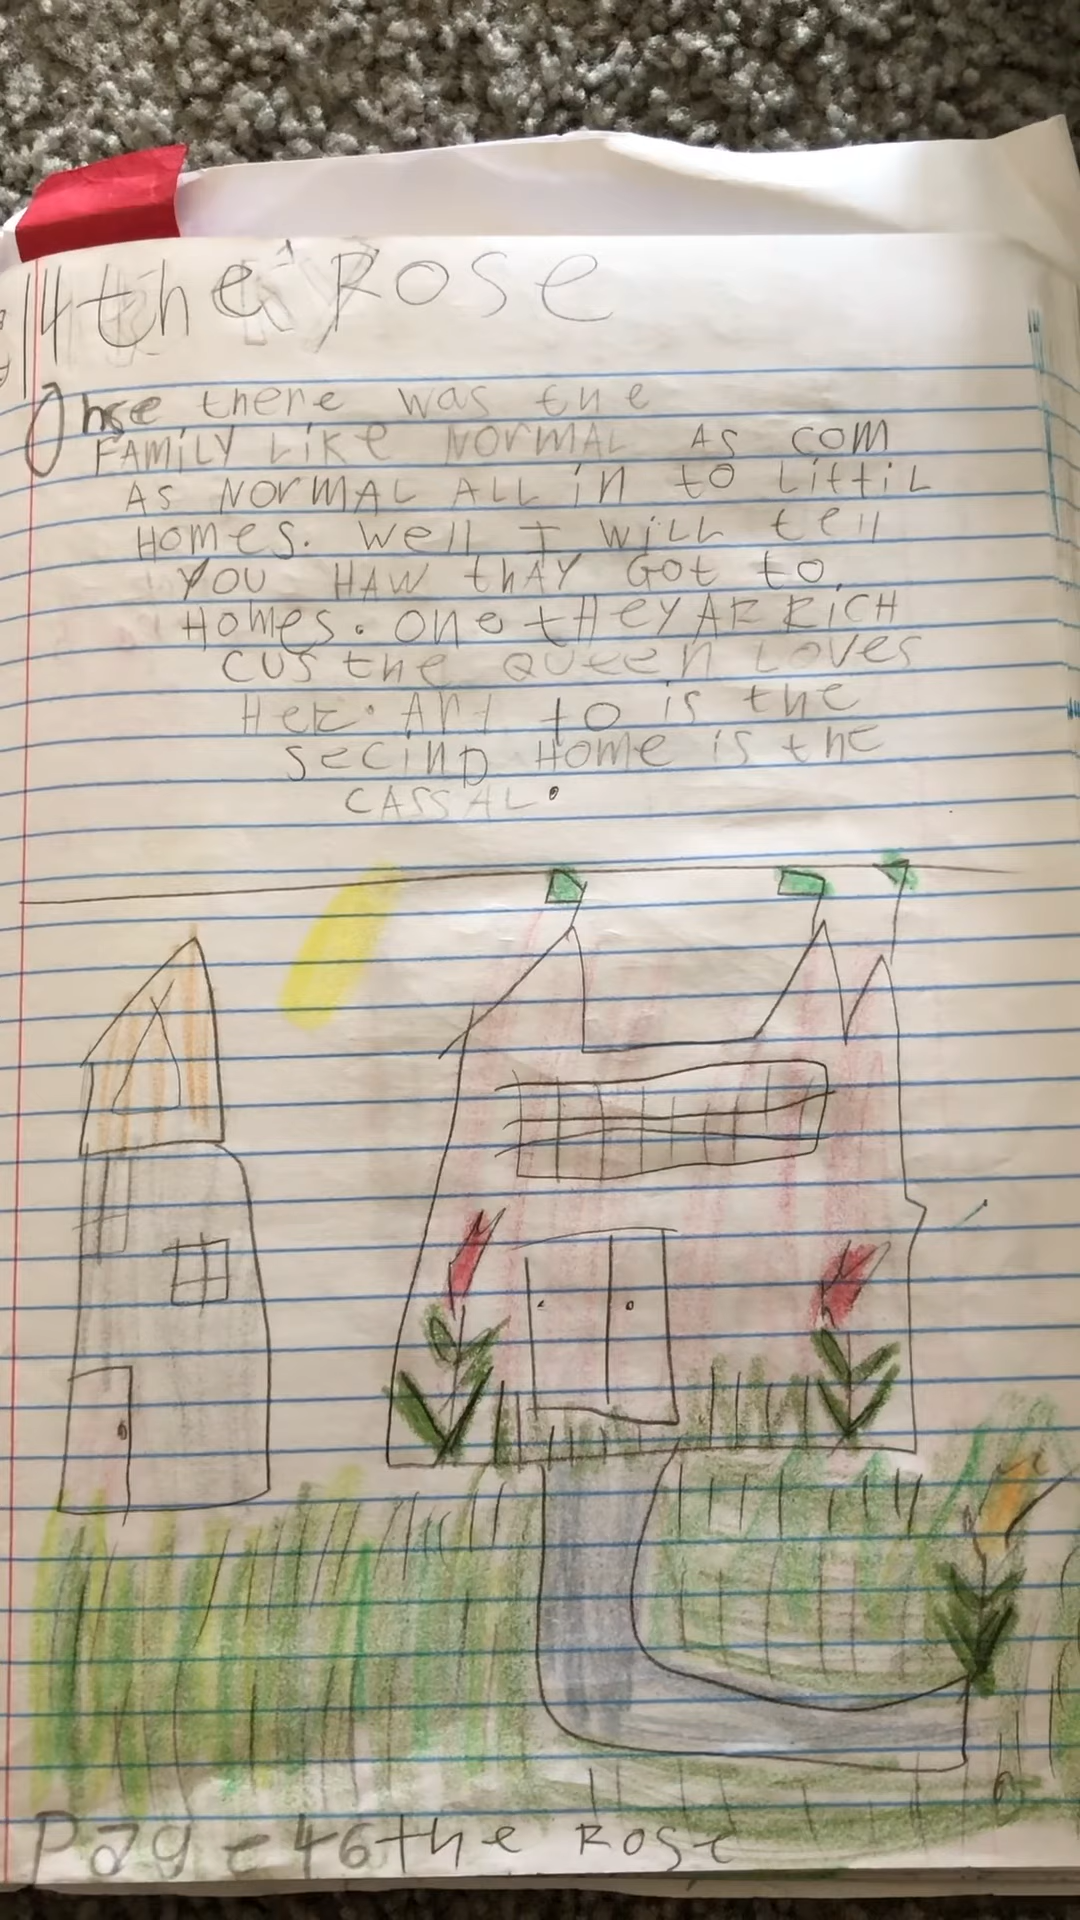 14 the Rose
Onse there was the
FAMiLY LiKe NORMAL AS COM
AS NORMAL ALL in to LittiL
HOMeS. Well I WiLL tell
YOU HAW tHAY GOt to
HOMeS. One tHeY AR RiCH
CUS the QUEEN LOVES
HeR. And to is the
SeCinD HOMe is the
CASSAL.
Page 46 the Rose